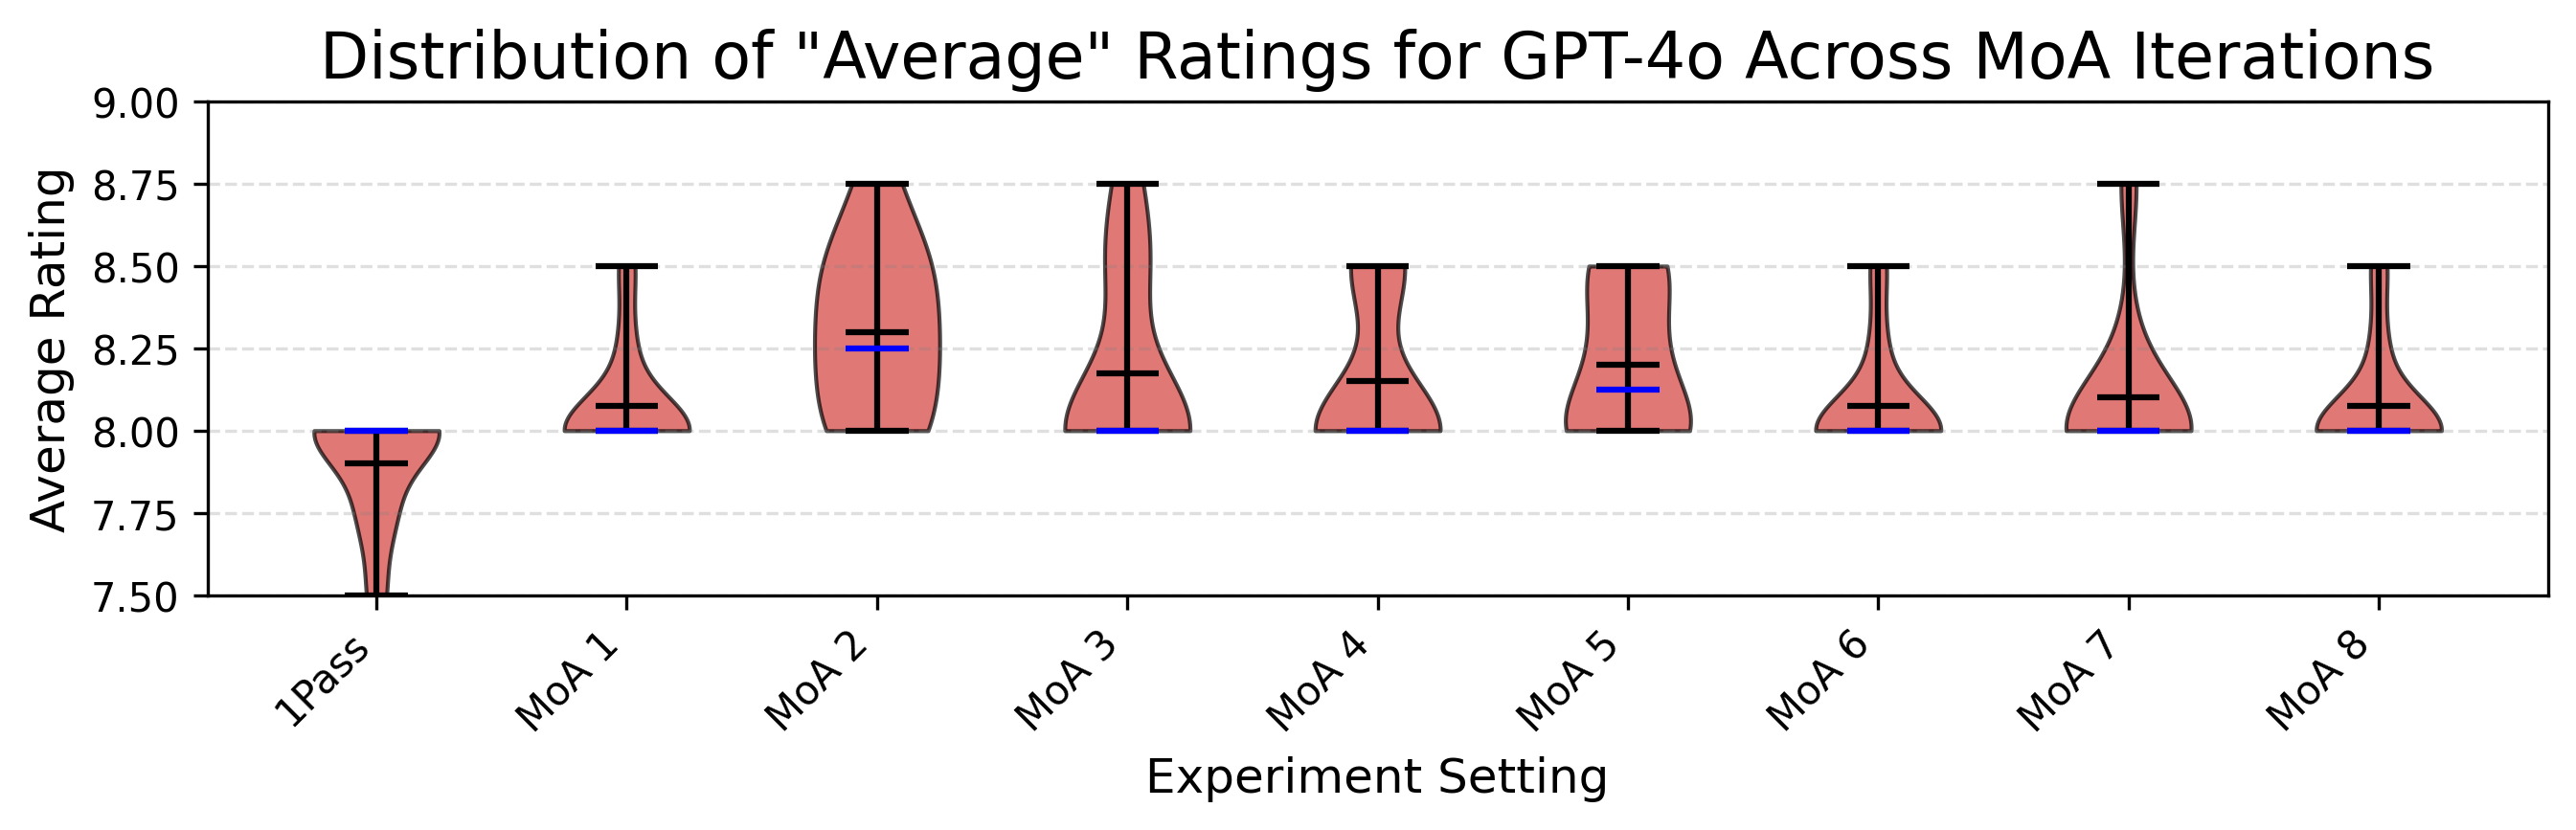 Distribution of "Average" Ratings for GPT-4o Across MoA Iterations
Average Rating
9.00
8.75
8.50
8.25
8.00
7.75
7.50
1Pass
MoA 1
MoA 2
MoA 3
MoA 4
MoA 5
MoA 6
MoA 7
MoA 8
Experiment Setting